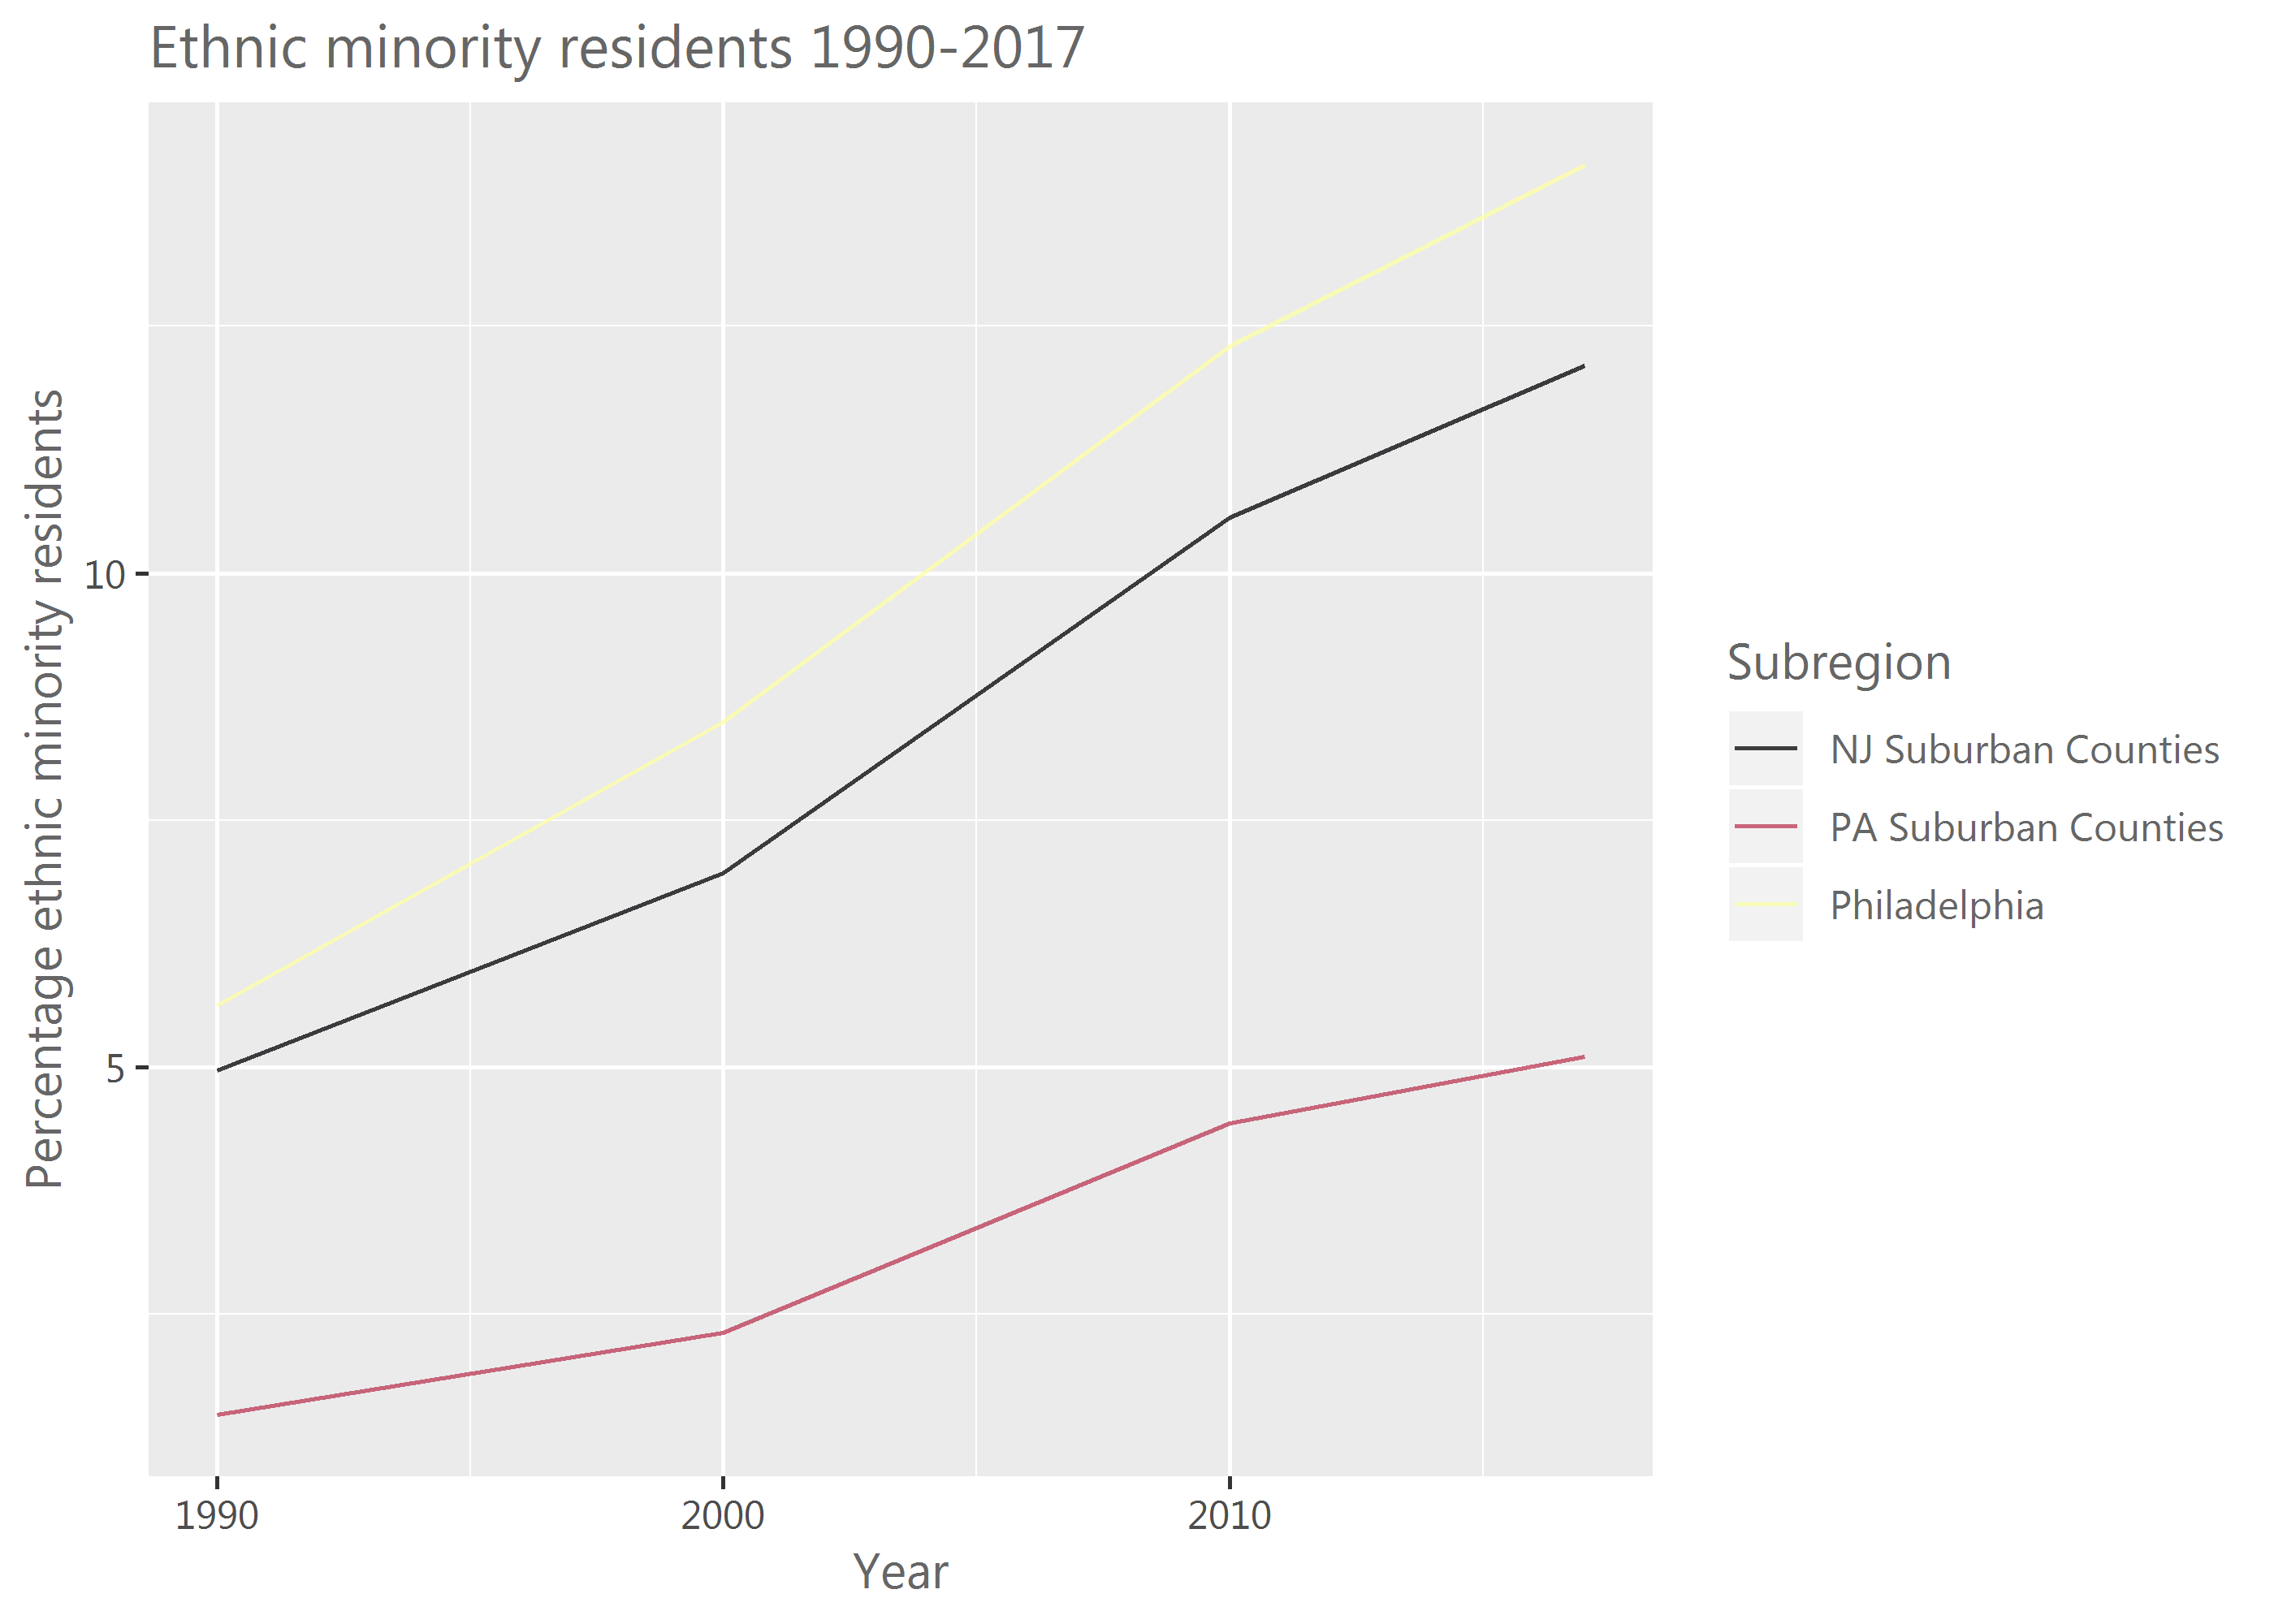 Ethnic minority residents 1990-2017
Percentage ethnic minority residents
10
5
1990
2000
2010
Year
Subregion
NJ Suburban Counties
PA Suburban Counties
Philadelphia